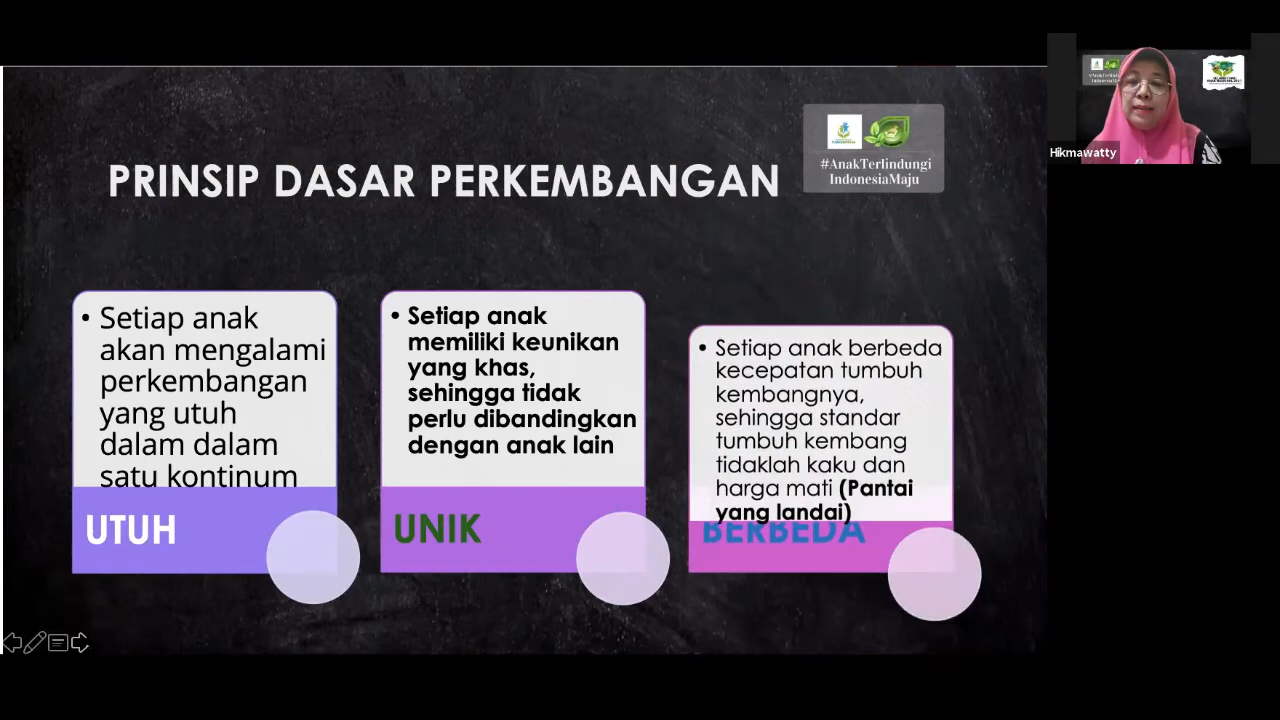 PRINSIP DASAR PERKEMBANGAN
#AnakTerlindungi
IndonesiaMaju
• Setiap anak
akan mengalami
perkembangan
yang utuh
dalam dalam
satu kontinum
UTUH
• Setiap anak
memiliki keunikan
yang khas,
sehingga tidak
perlu dibandingkan
dengan anak lain
UNIK
• Setiap anak berbeda
kecepatan tumbuh
kembangnya,
sehingga standar
tumbuh kembang
tidaklah kaku dan
harga mati (Pantai
yang landai)
BERBEDA
Hikmawatty